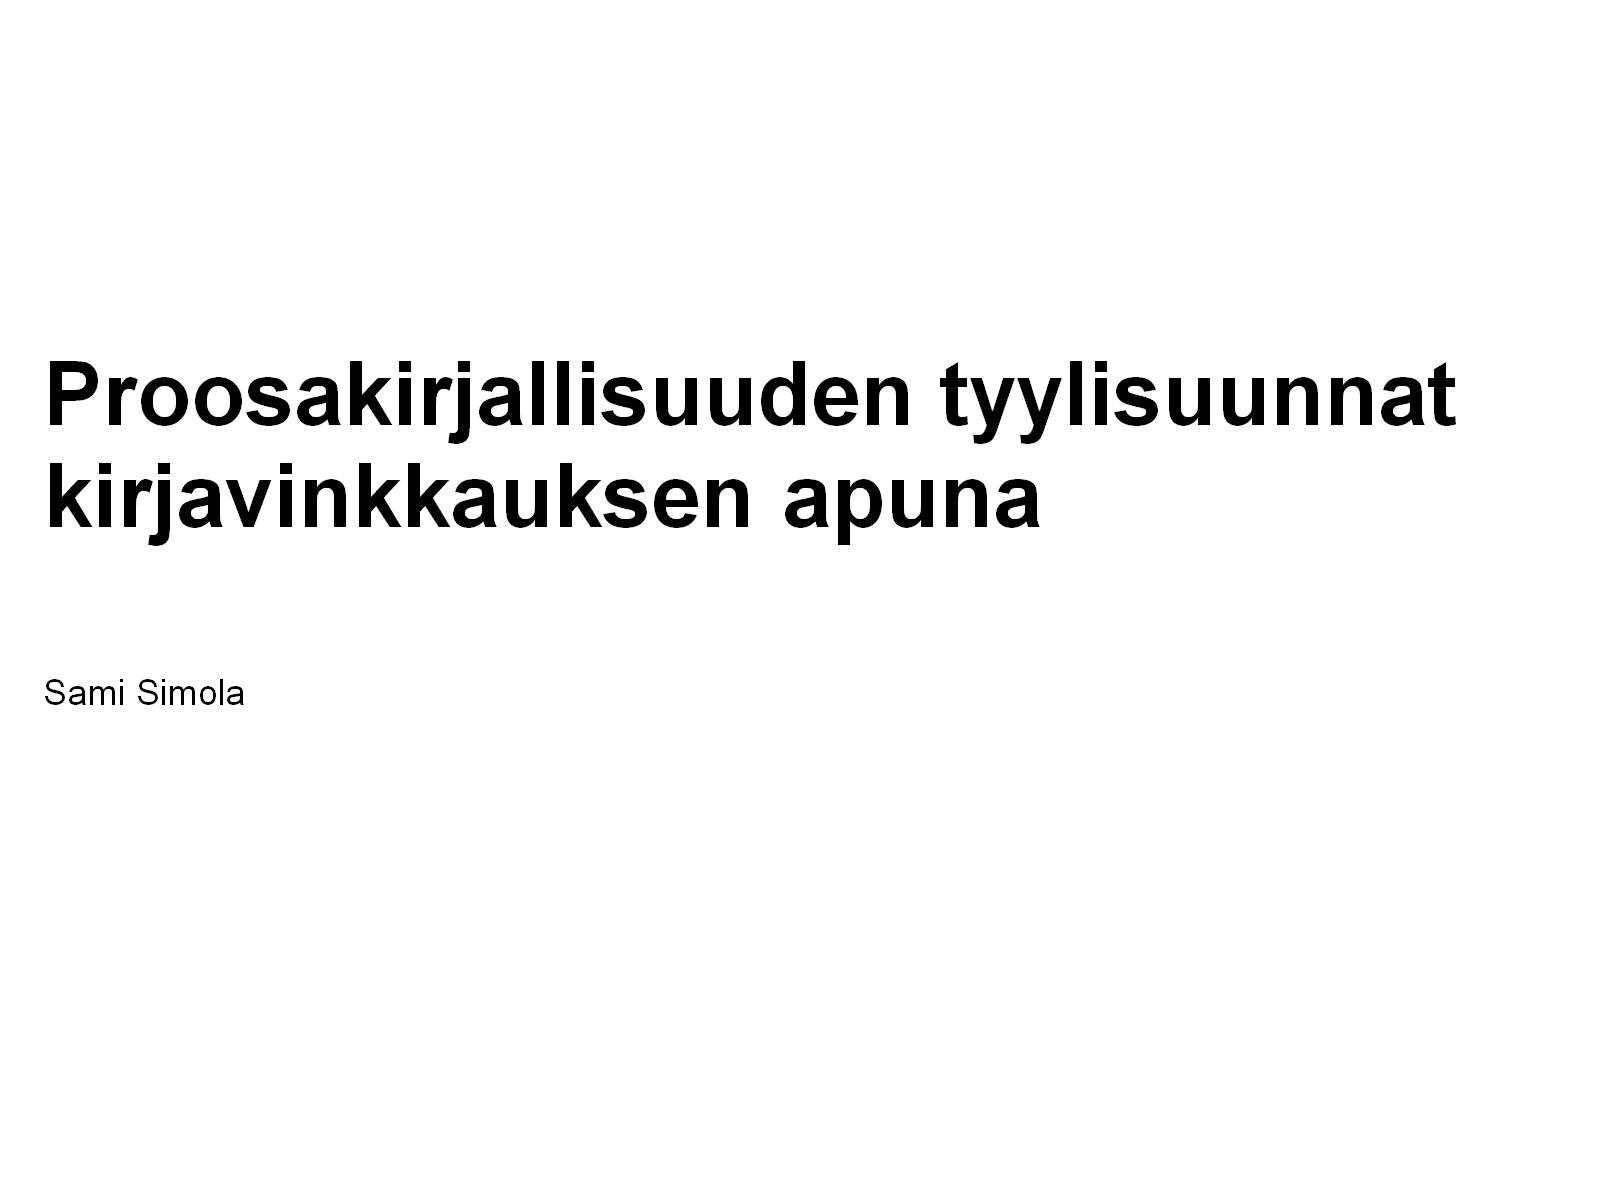 Proosakirjallisuuden tyylisuunnat
kirjavinkkauksen apuna
Sami Simola